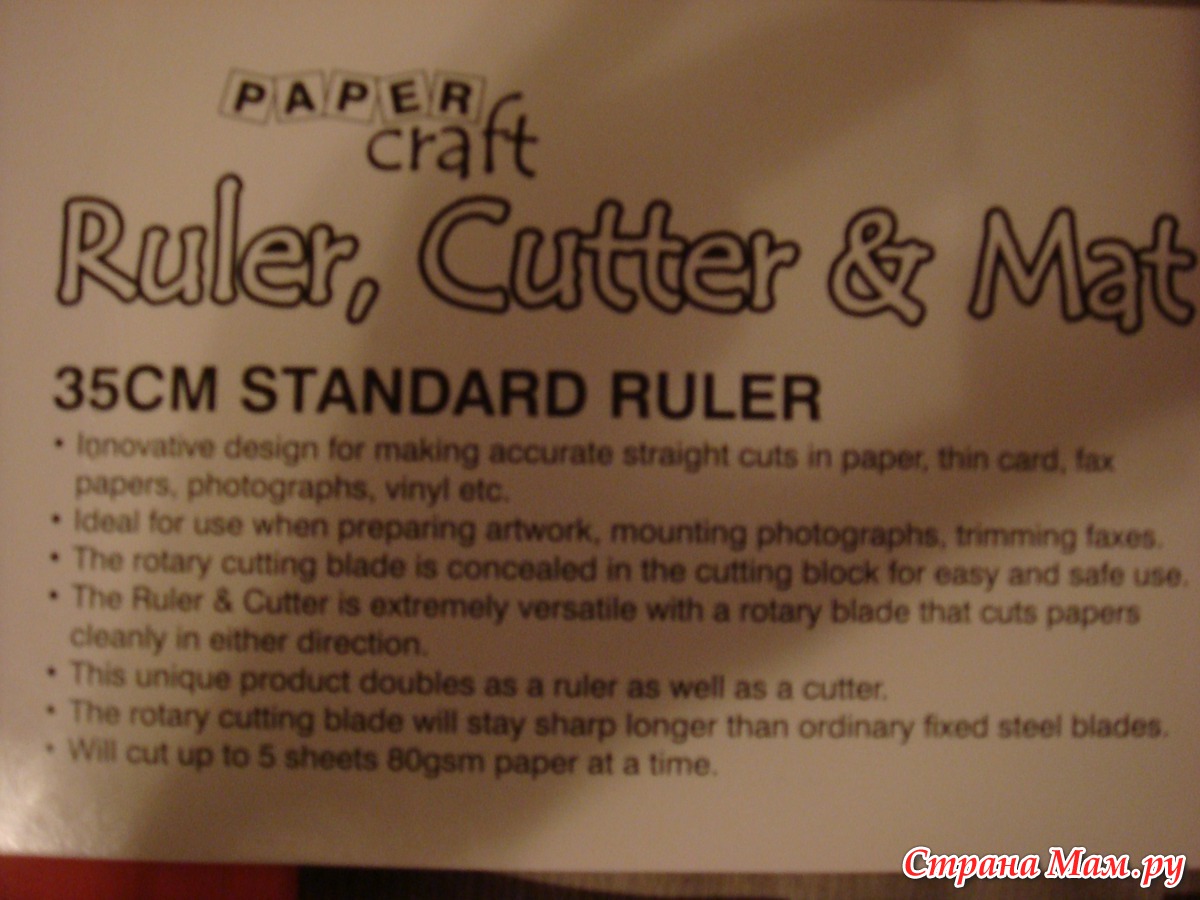 PAPER
craft
Ruler, Cutter & Mat
35CM STANDARD RULER
• Innovative design for making accurate straight cuts in paper, thin card, fax
papers, photographs, vinyl etc.
• Ideal for use when preparing artwork, mounting photographs, trimming faxes.
• The rotary cutting blade is concealed in the cutting block for easy and safe use.
• The Ruler & Cutter is extremely versatile with a rotary blade that cuts papers
cleanly in either direction.
• This unique product doubles as a ruler as well as a cutter.
• The rotary cutting blade will stay sharp longer than ordinary fixed steel blades.
• Will cut up to 5 sheets 80gsm paper at a time.
Страна Мам.ру